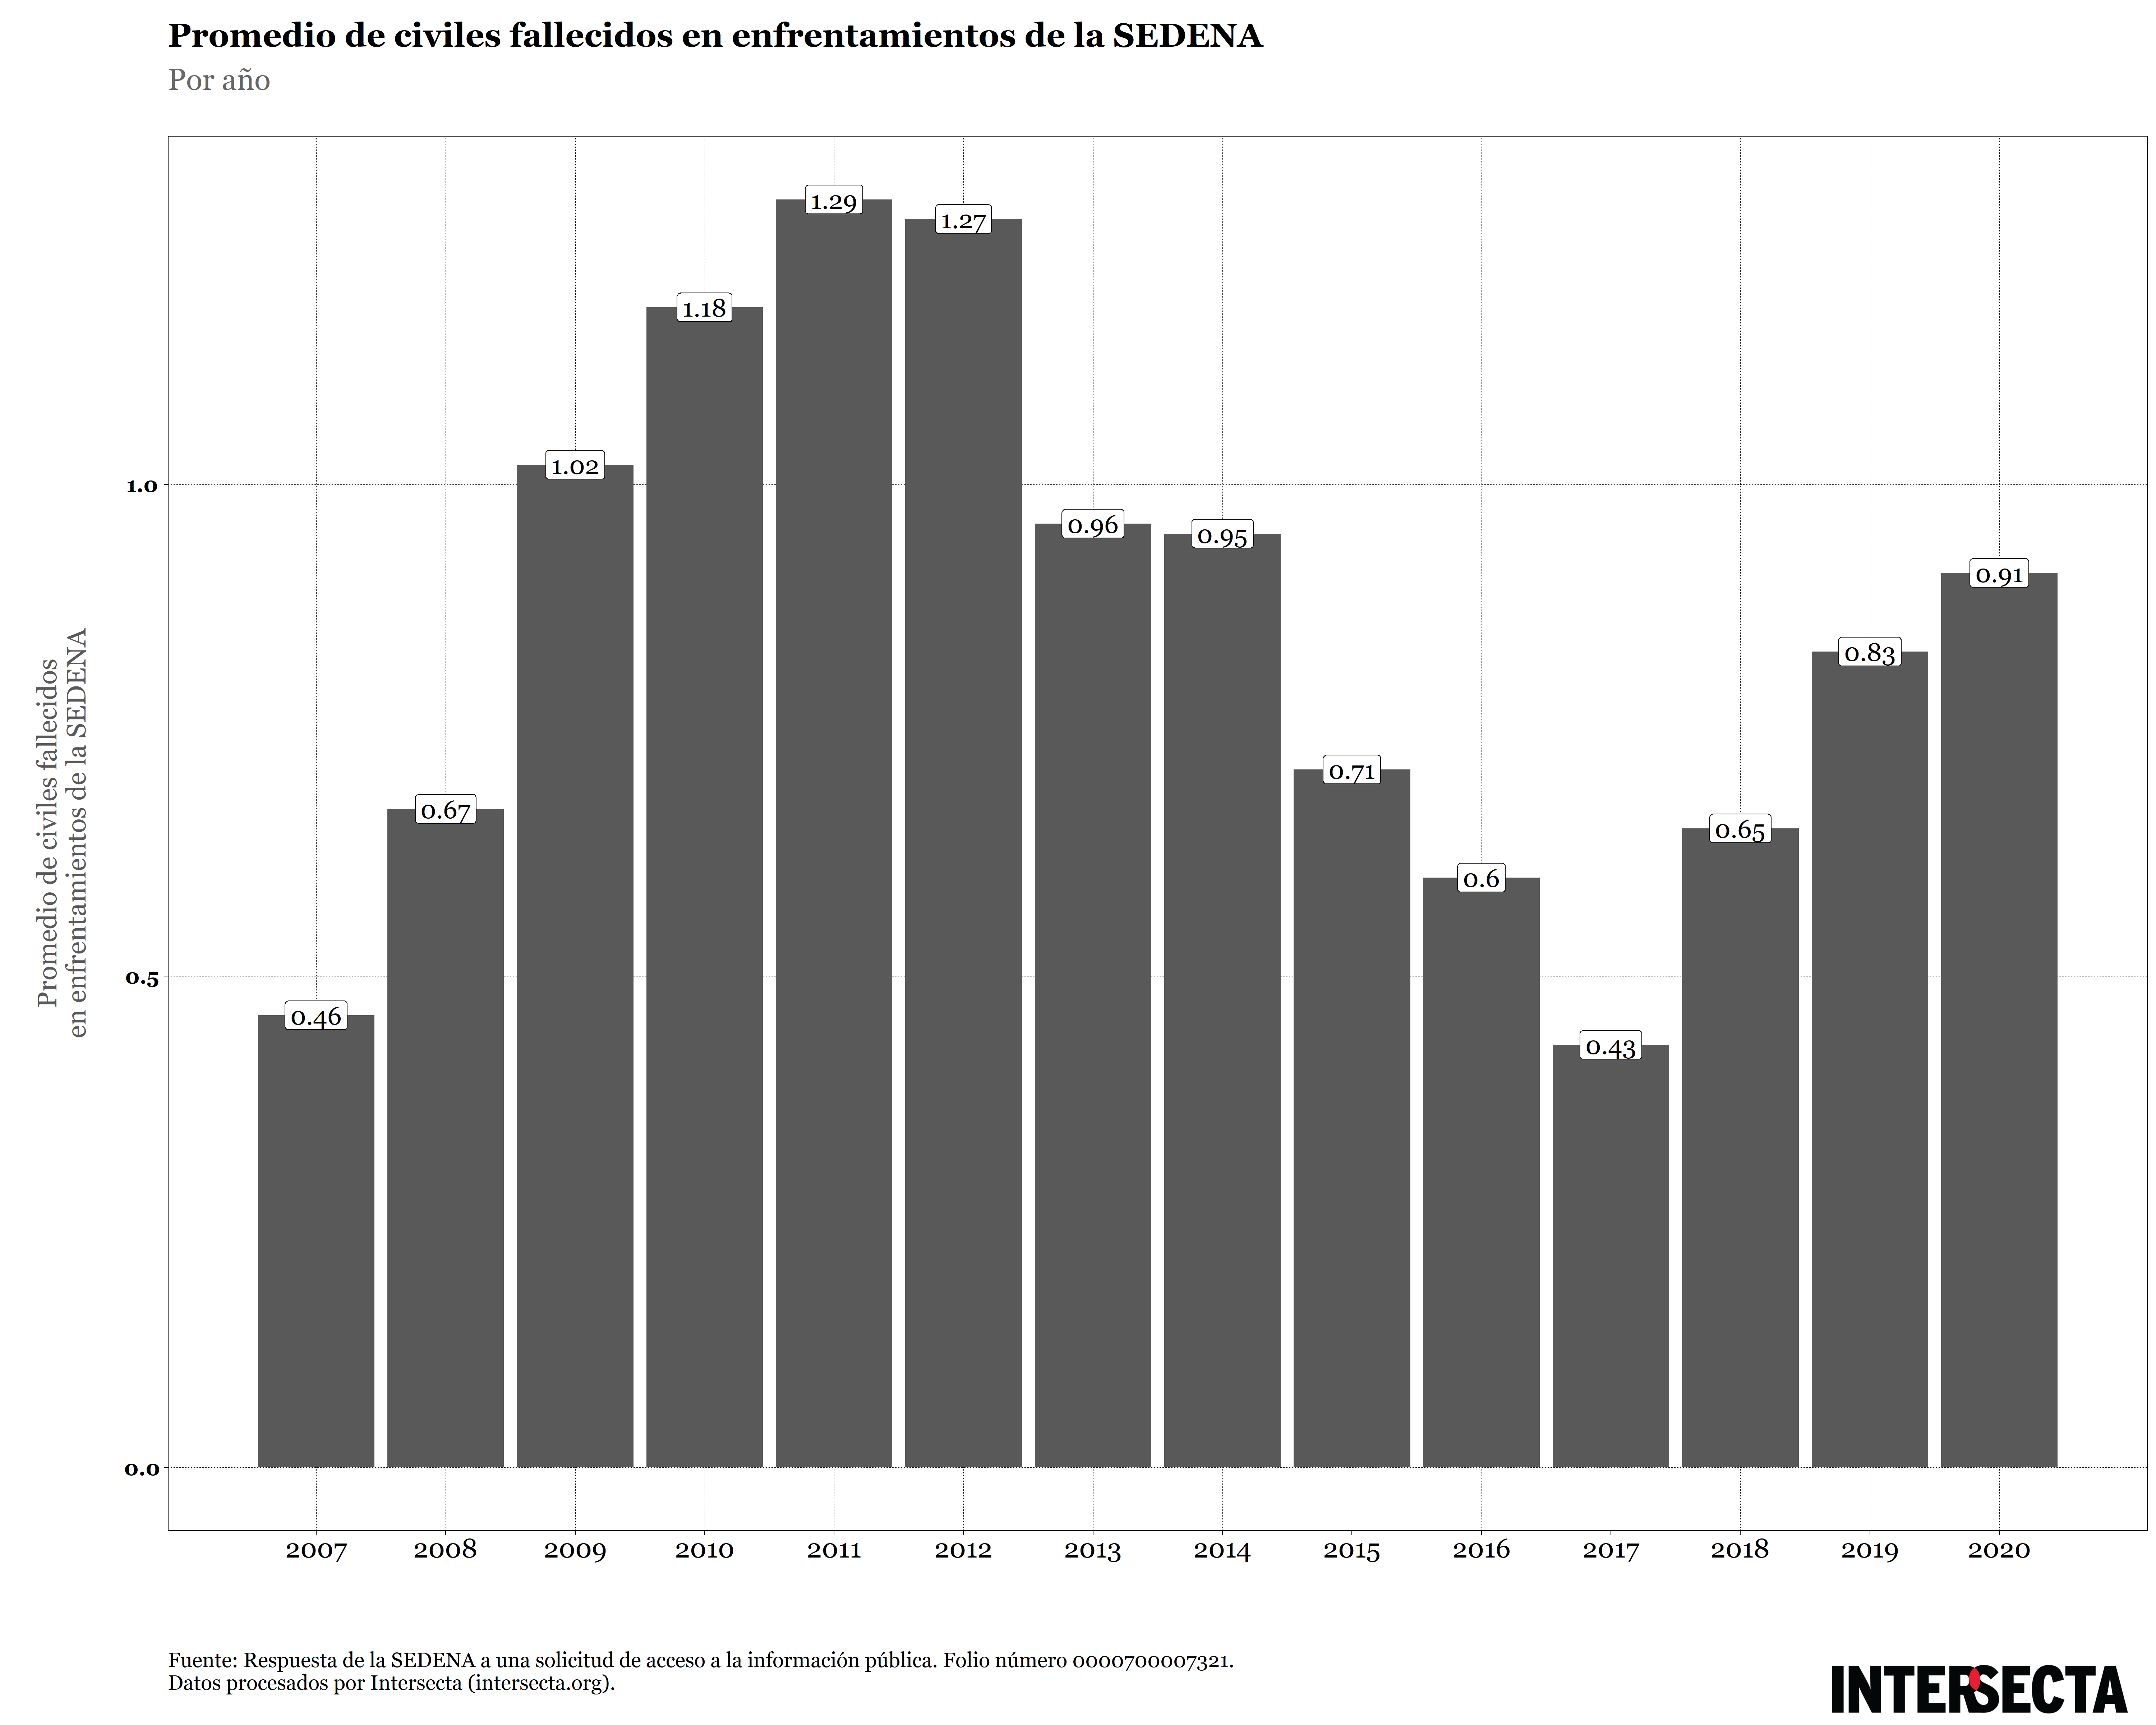 Promedio de civiles fallecidos en enfrentamientos de la SEDENA
Por año
Promedio de civiles fallecidos
en enfrentamientos de la SEDENA
1.0
0.5
0.0
0.46
0.67
1.02
1.18
1.29
1.27
0.96
0.95
0.71
0.6
0.43
0.65
0.83
0.91
2007 2008 2009 2010 2011 2012 2013 2014 2015 2016 2017 2018 2019 2020
Fuente: Respuesta de la SEDENA a una solicitud de acceso a la información pública. Folio número 0000700007321.
Datos procesados por Intersecta (intersecta.org).
INTERSECTA